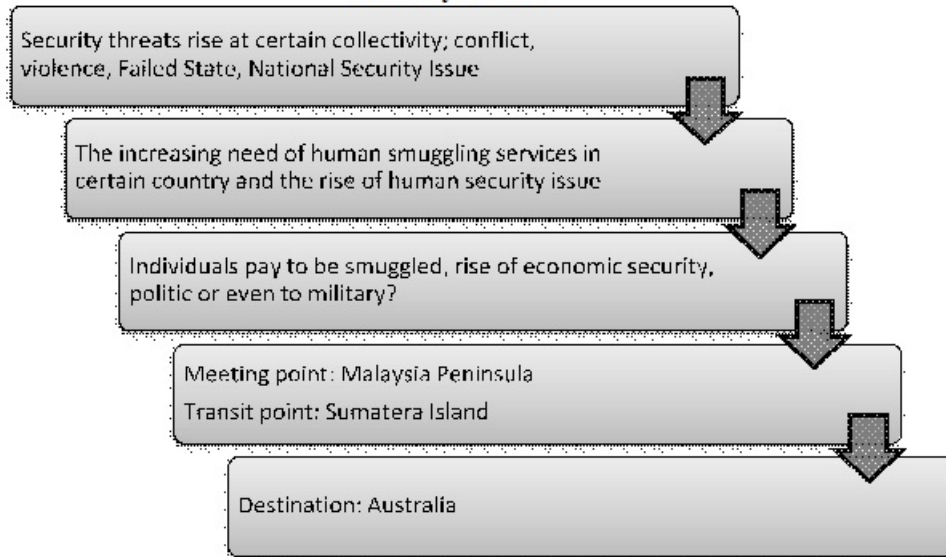 Security threats rise at certain collectivity; conflict,
violence, Failed State, National Security Issue
The increasing need of human smuggling services in
certain country and the rise of human security issue
Individuals pay to be smuggled, rise of economic security,
politic or even to military?
Meeting point: Malaysia Peninsula
Transit point: Sumatera Island
Destination: Australia